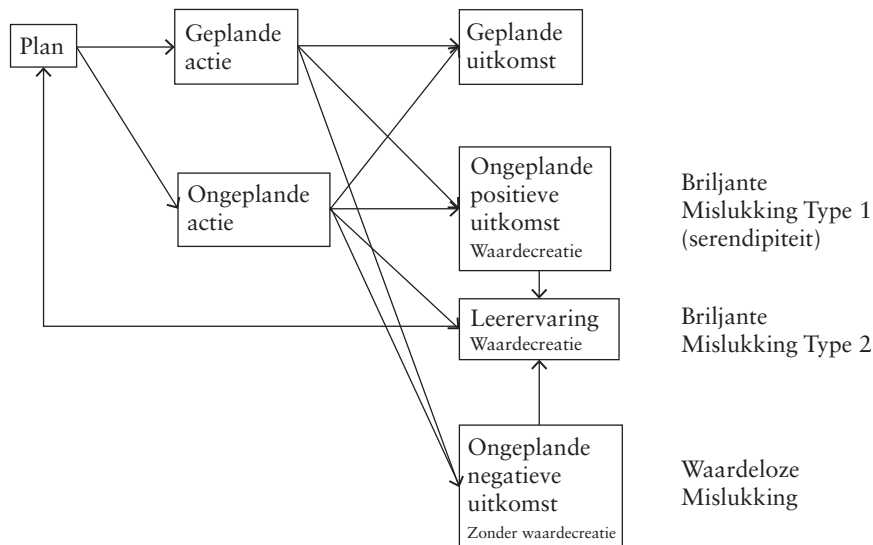 Plan
Geplande
actie
Geplande
uitkomst
Ongeplande
actie
Ongeplande
positieve
uitkomst
Waardecreatie
Briljante
Mislukking Type 1
(serendipiteit)
Leerervaring
Waardecreatie
Briljante
Mislukking Type 2
Ongeplande
negatieve
uitkomst
Zonder waardecreatie
Waardeloze
Mislukking